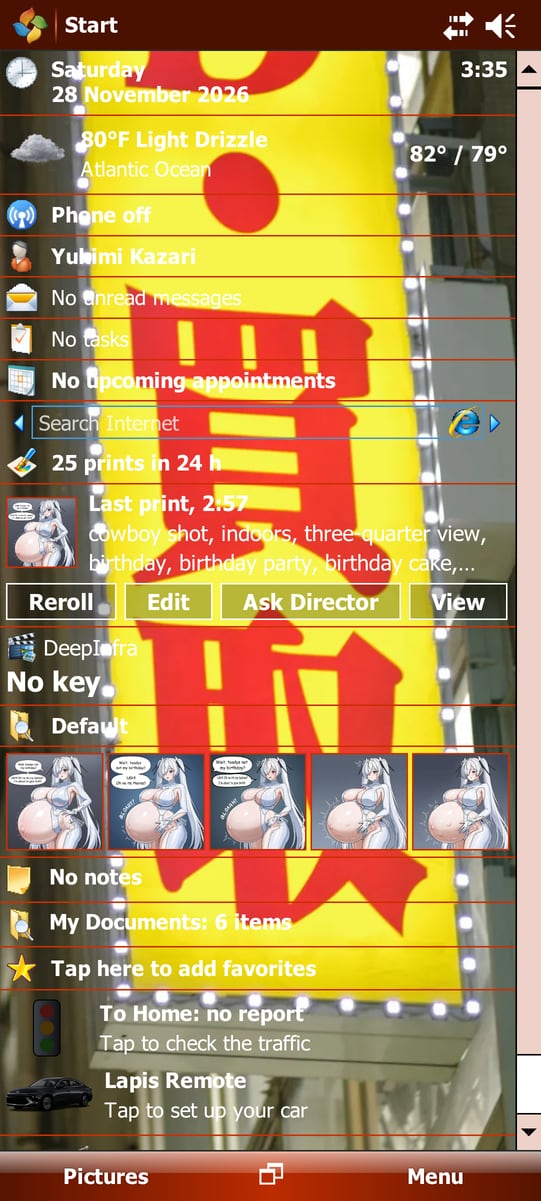 Start
Saturday
3:35
28 November 2026
80°F Light Drizzle
82° / 79°
Atlantic Ocean
Phone off
Yukimi Kazari
No unread messages
No tasks
No upcoming appointments
Search Internet
25 prints in 24 h
Last print, 2:57
cowboy shot, indoors, three-quarter view,
birthday, birthday party, birthday cake,...
Reroll
Edit
Ask Director
View
DeepInfra
No key
Default
No notes
My Documents: 6 items
Tap here to add favorites
To Home: no report
Tap to check the traffic
Lapis Remote
Tap to set up your car
Pictures
Menu
買
取